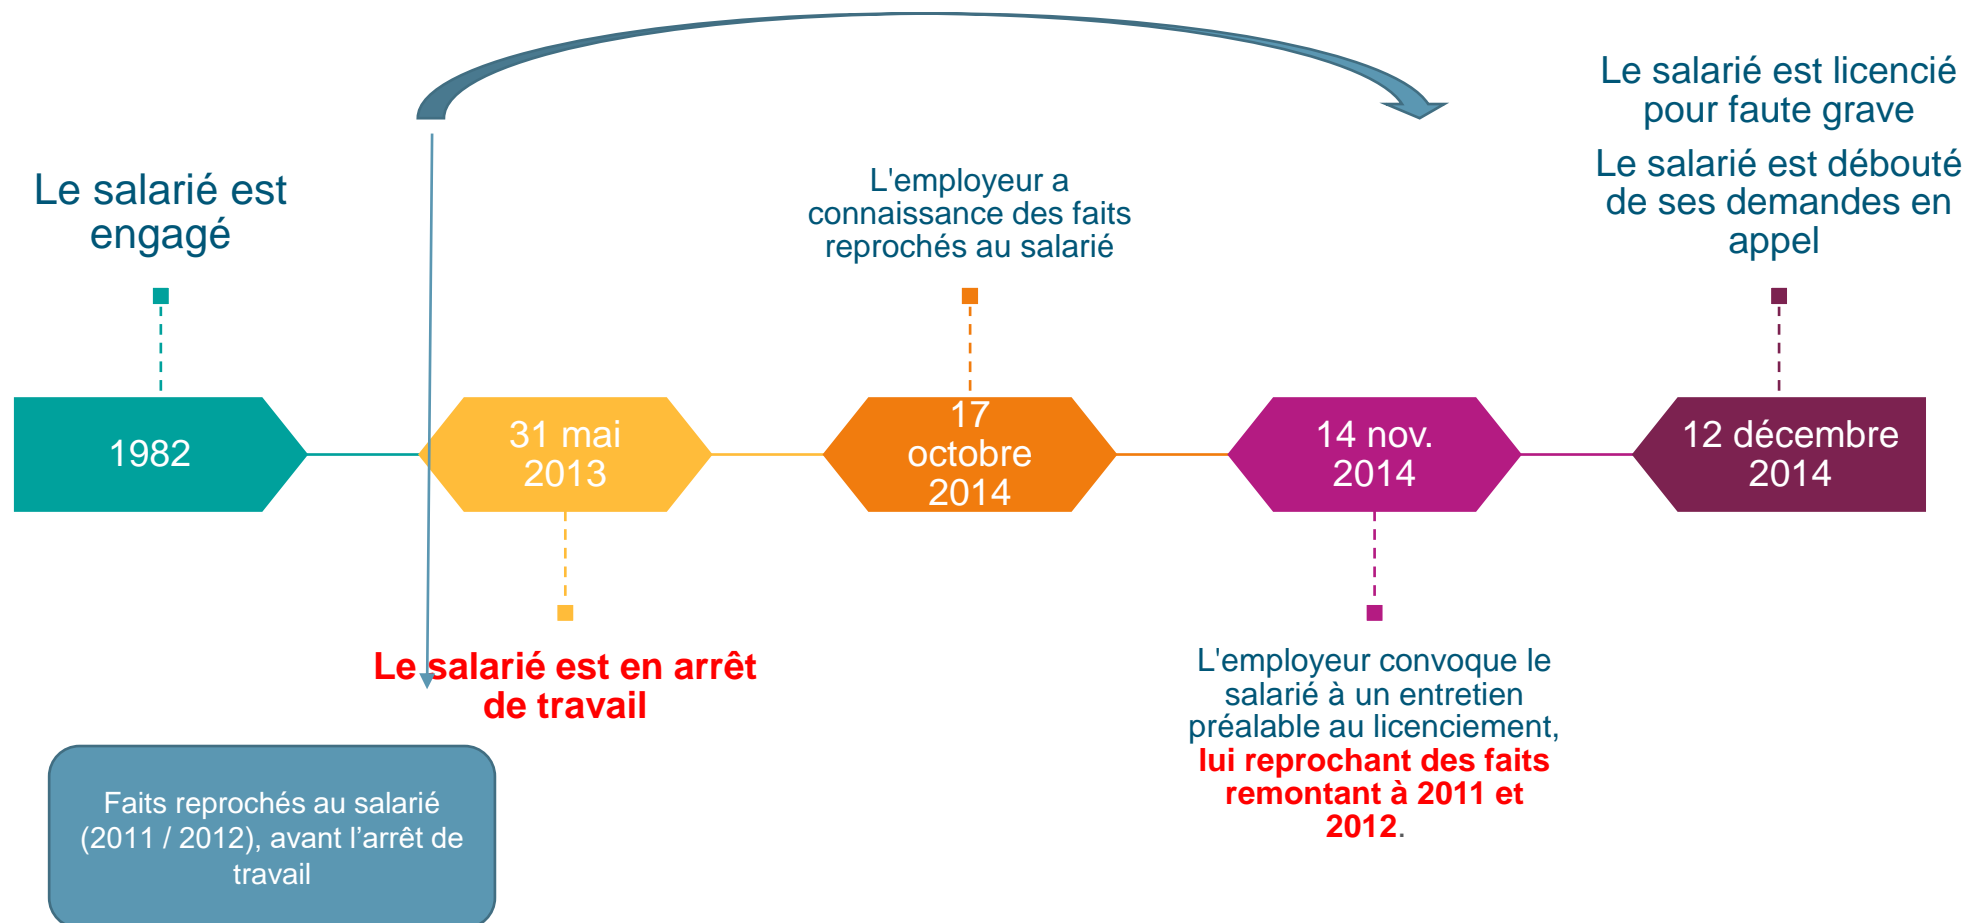 Le salarié est
engagé
L'employeur a
connaissance des faits
reprochés au salarié
Le salarié est licencié
pour faute grave
Le salarié est débouté
de ses demandes en
appel
1982
31 mai
2013
17
octobre
2014
14 nov.
2014
12 décembre
2014
Le salarié est en arrêt
de travail
L'employeur convoque le
salarié à un entretien
préalable au licenciement,
lui reprochant des faits
remontant à 2011 et
2012.
Faits reprochés au salarié
(2011 / 2012), avant l’arrêt de
travail